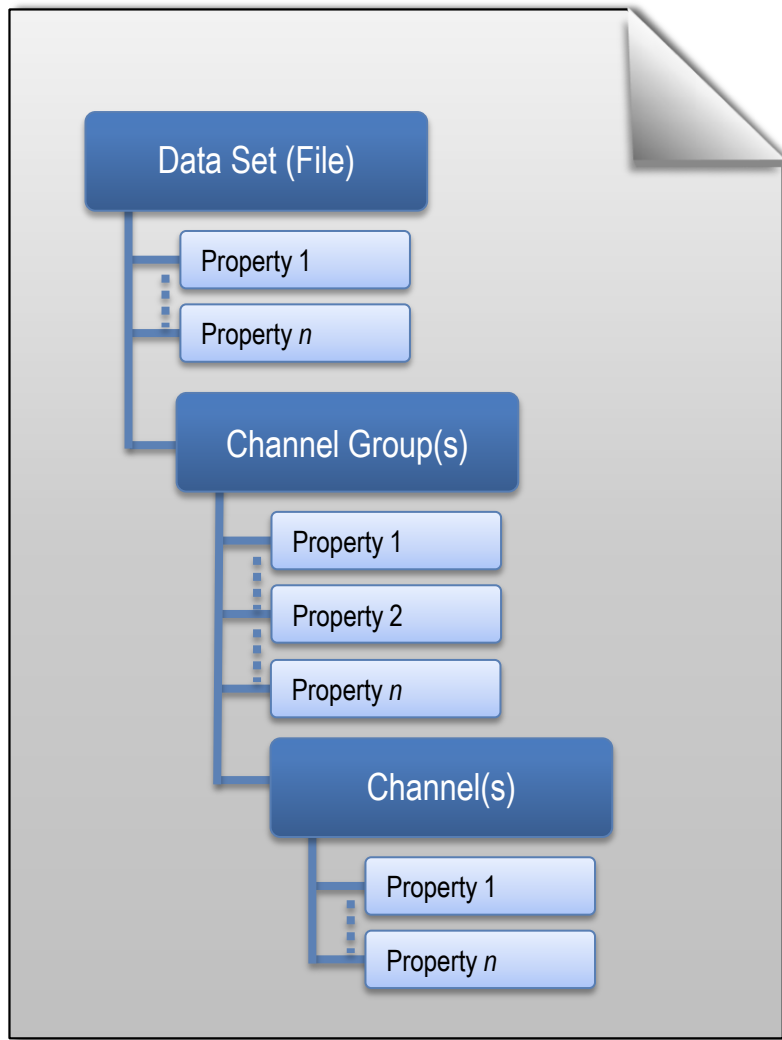 Data Set (File)
Property 1
Property n
Channel Group(s)
Property 1
Property 2
Property n
Channel(s)
Property 1
Property n